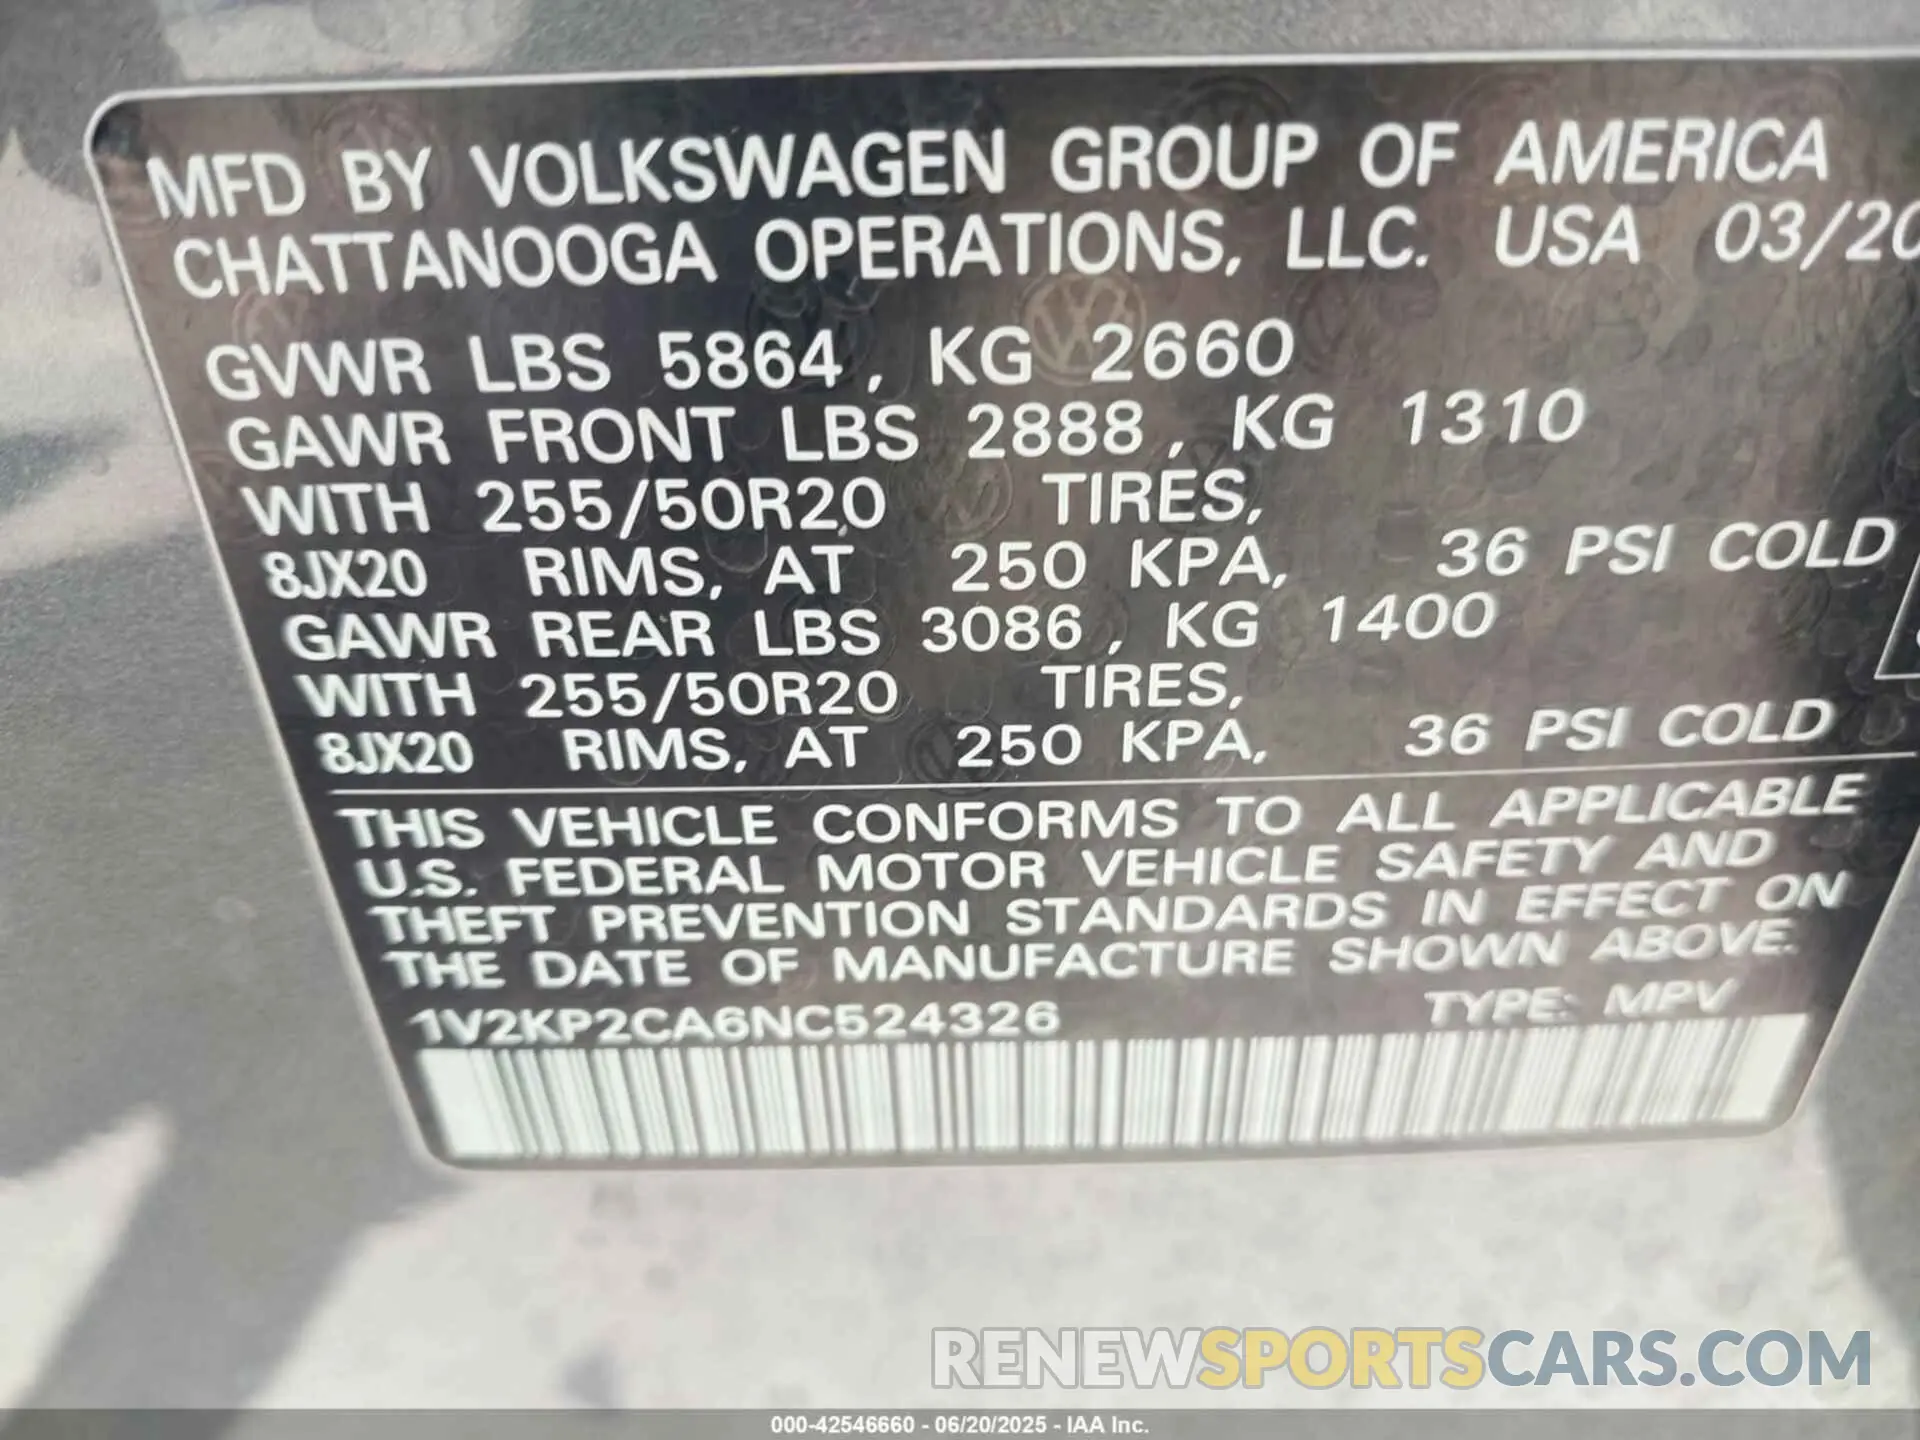 MFD BY VOLKSWAGEN GROUP OF AMERICA
CHATTANOOGA OPERATIONS, LLC. USA 03/20
GVWR LBS 5864, KG 2660
GAWR FRONT LBS 2888, KG 1310
WITH 255/50R20 TIRES,
8JX20 RIMS, AT 250 KPA, 36 PSI COLD
GAWR REAR LBS 3086, KG 1400
WITH 255/50R20 TIRES,
8JX20 RIMS, AT 250 KPA, 36 PSI COLD
THIS VEHICLE CONFORMS TO ALL APPLICABLE
U.S. FEDERAL MOTOR VEHICLE SAFETY AND
THEFT PREVENTION STANDARDS IN EFFECT ON
THE DATE OF MANUFACTURE SHOWN ABOVE.
1V2KP2CA6NC524326 TYPE: MPV
RENEWSPORTSCARS.COM
000-42546660 - 06/20/2025 - IAA Inc.